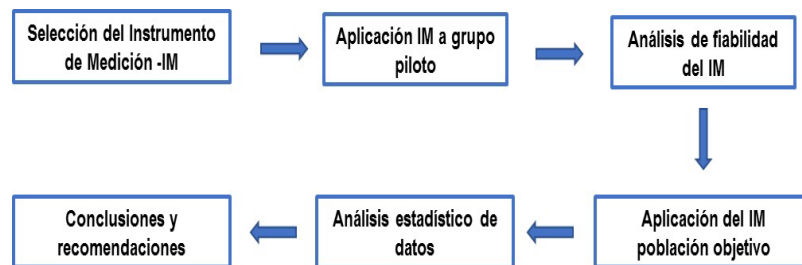 Selección del Instrumento
de Medición -IM
Aplicación IM a grupo
piloto
Análisis de fiabilidad
del IM
Aplicación del IM
población objetivo
Análisis estadístico de
datos
Conclusiones y
recomendaciones